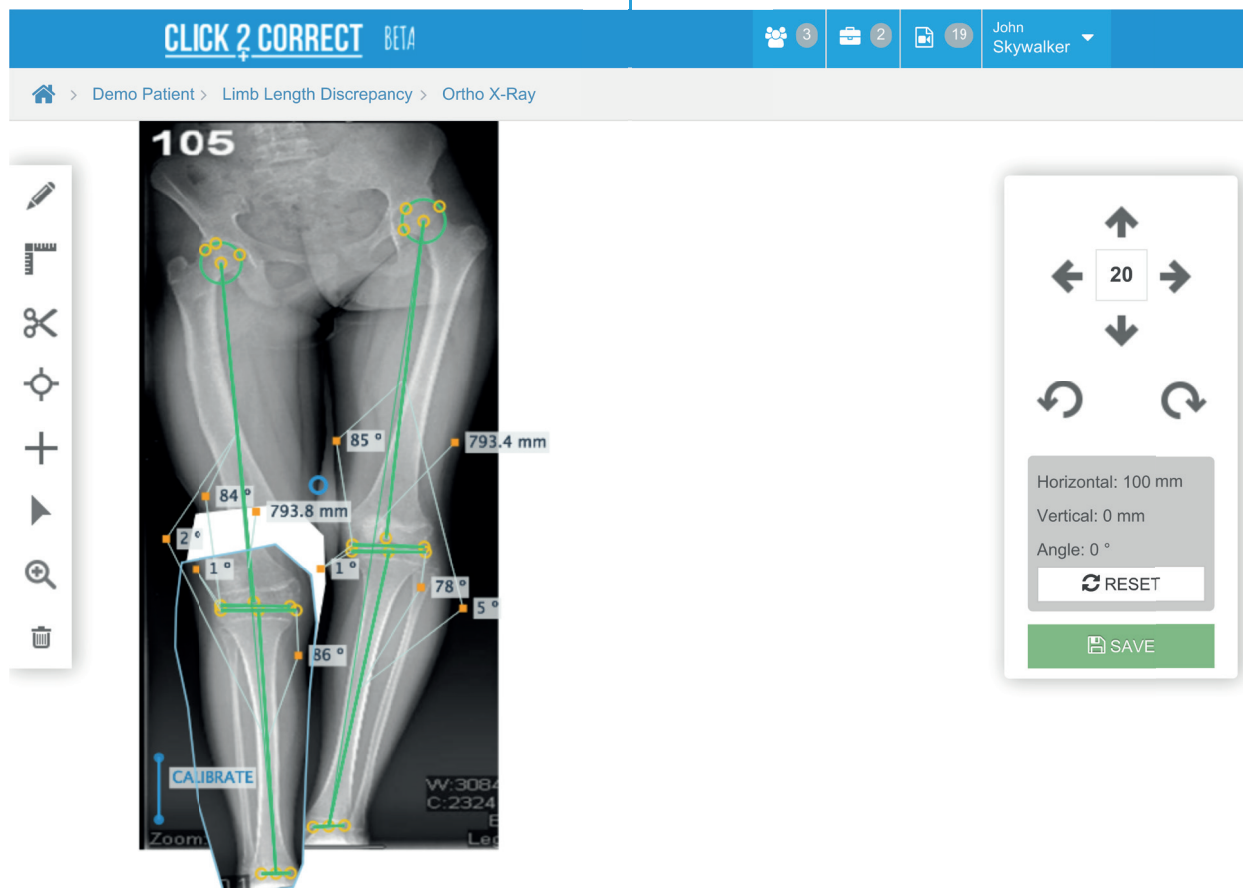 CLICK 2 CORRECT BETA
3
2
19
John
Skywalker
Demo Patient > Limb Length Discrepancy > Ortho X-Ray
105
20
85 °
793.4 mm
84 °
793.8 mm
2 °
1 °
1 °
78 °
5 °
86 °
Horizontal: 100 mm
Vertical: 0 mm
Angle: 0 °
RESET
SAVE
CALIBRATE
W:3084
C:2324
Zoom: